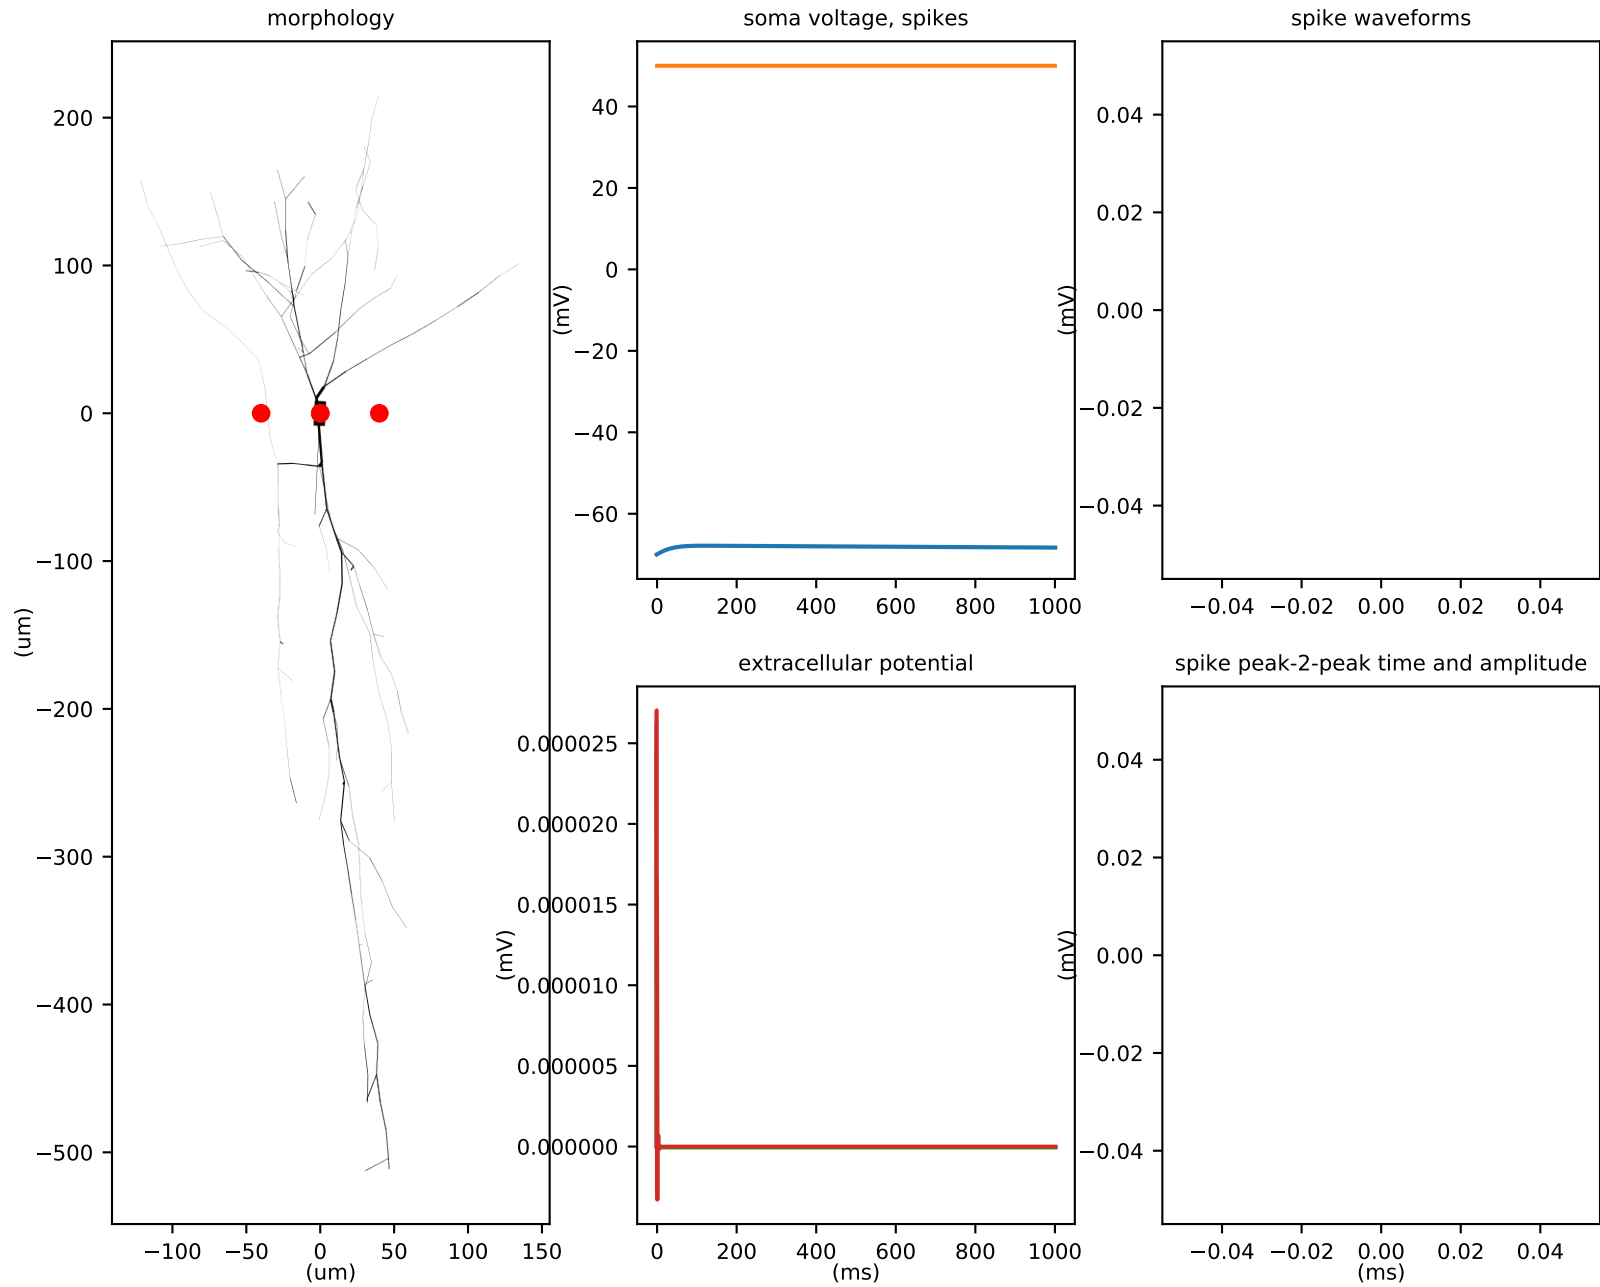 morphology
soma voltage, spikes
spike waveforms
200
100
0
−100
−200
−300
−400
−500
(um)
−100 −50 0 50 100 150
(um)
40
20
0
−20
−40
−60
(mV)
0 200 400 600 800 1000
0.04
0.02
0.00
−0.02
−0.04
(mV)
−0.04 −0.02 0.00 0.02 0.04
extracellular potential
0.000025
0.000020
0.000015
0.000010
0.000005
0.000000
(mV)
0 200 400 600 800 1000
(ms)
spike peak-2-peak time and amplitude
0.04
0.02
0.00
−0.02
−0.04
(mV)
−0.04 −0.02 0.00 0.02 0.04
(ms)